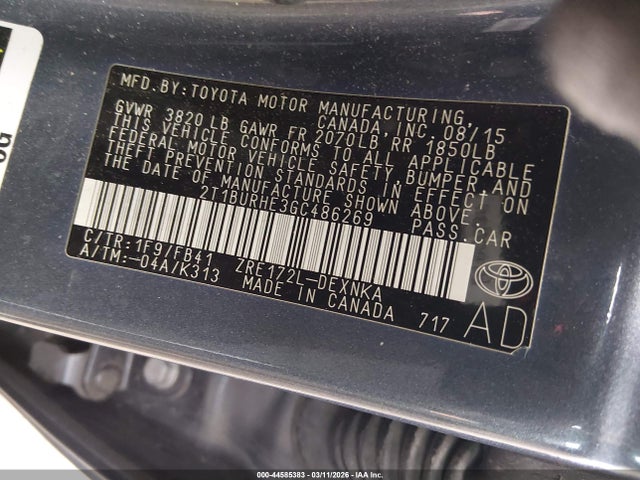 MFD. BY: TOYOTA MOTOR MANUFACTURING,
CANADA, INC. 08/15
GVWR 3820 LB GAWR FR 2070LB RR 1850LB
THIS VEHICLE CONFORMS TO ALL APPLICABLE
FEDERAL MOTOR VEHICLE SAFETY BUMPER, AND
THEFT PREVENTION STANDARDS IN EFFECT ON
THE DATE OF MANUFACTURE SHOWN ABOVE.
2T1BURHE3GC486269 PASS.CAR
C/TR: 1F9/FB41
A/TM: -04A/K313 ZRE172L-DEXNKA
MADE IN CANADA 717
AD
000-44585383 - 03/11/2026 - IAA Inc.